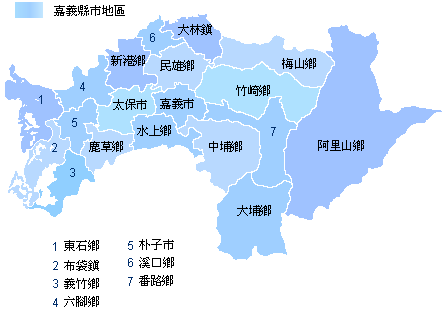 嘉義縣市地區
大林鎮
6
新港鄉
民雄鄉
梅山鄉
4
竹崎鄉
1
太保市
嘉義市
5
水上鄉
7
2
鹿草鄉
中埔鄉
阿里山鄉
3
大埔鄉
1 東石鄉
2 布袋鎮
3 義竹鄉
4 六腳鄉
5 朴子市
6 溪口鄉
7 番路鄉